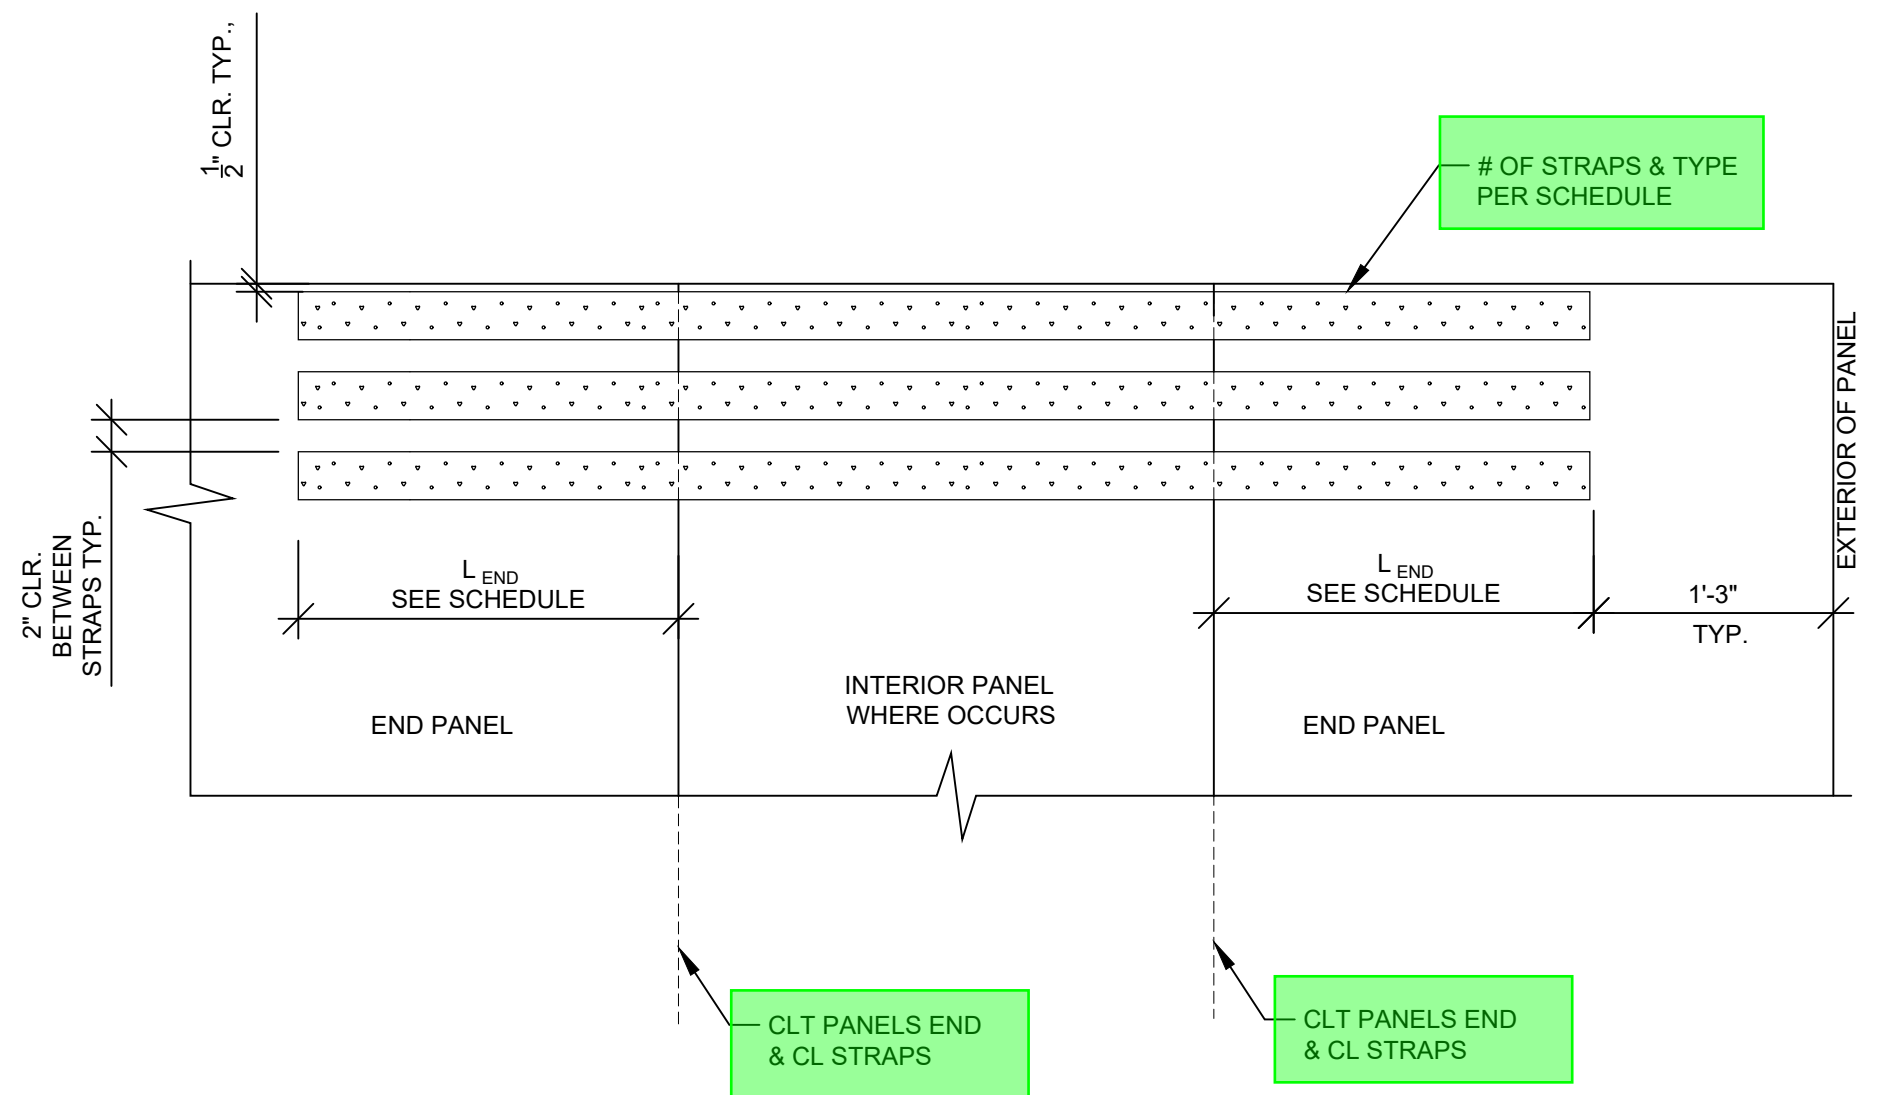 1/2" CLR. TYP.,
# OF STRAPS & TYPE
PER SCHEDULE
EXTERIOR OF PANEL
2" CLR.
BETWEEN
STRAPS TYP.
L END
SEE SCHEDULE
L END
SEE SCHEDULE
1'-3"
TYP.
INTERIOR PANEL
WHERE OCCURS
END PANEL
END PANEL
CLT PANELS END
& CL STRAPS
CLT PANELS END
& CL STRAPS